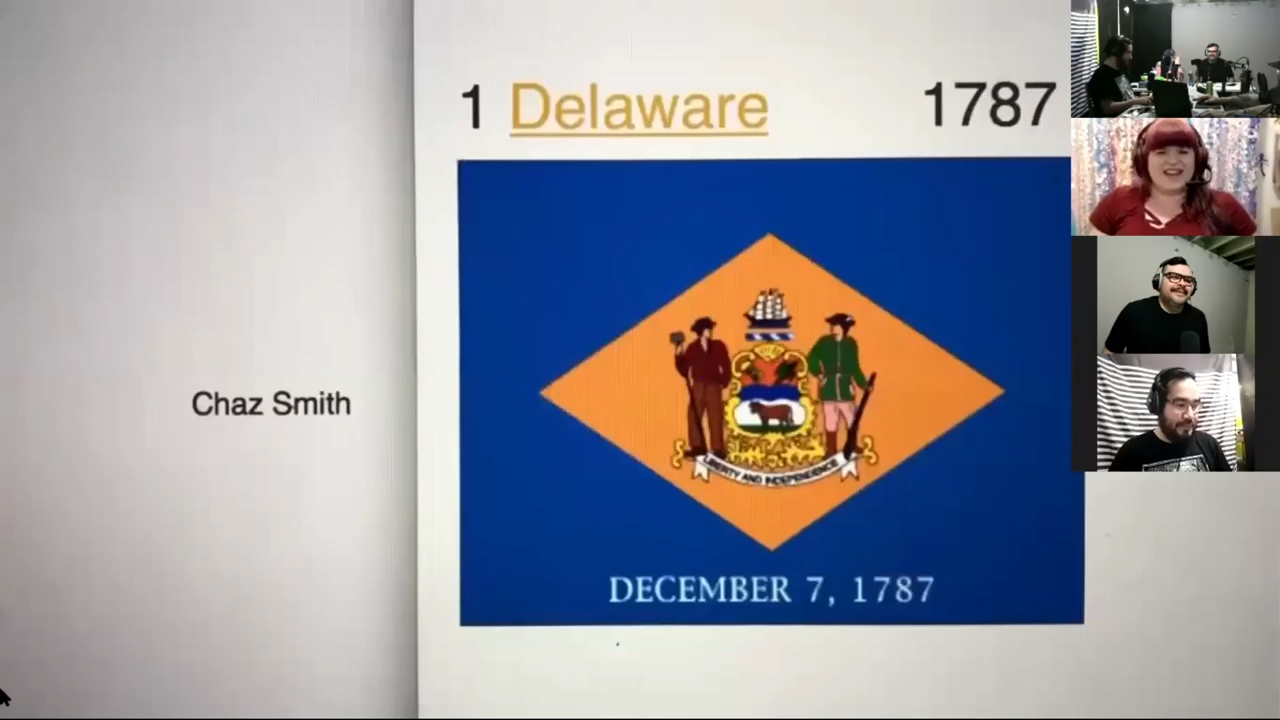 1 Delaware 1787
Chaz Smith
LIBERTY AND INDEPENDENCE
DECEMBER 7, 1787